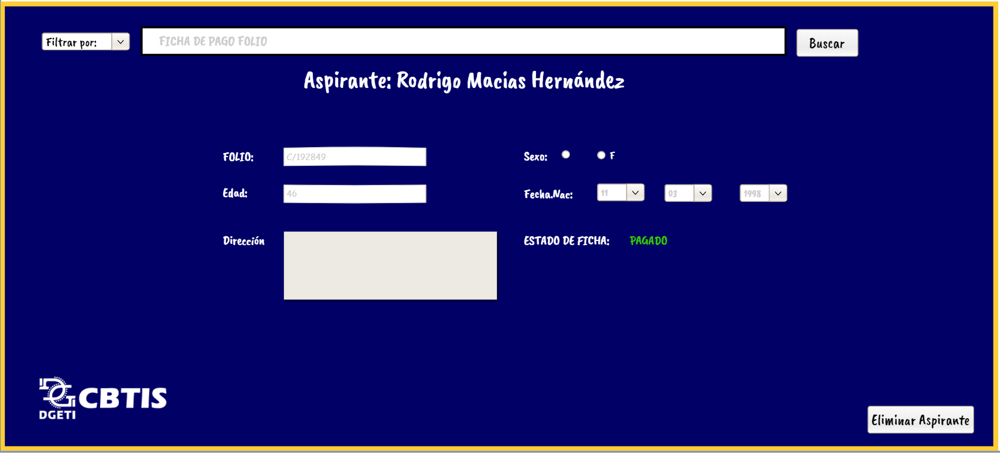 Filtrar por:
FICHA DE PAGO FOLIO
Buscar
Aspirante: Rodrigo Macias Hernández
FOLIO:
C/192849
Sexo:
F
Edad:
46
Fecha.Nac:
11
03
1998
Dirección
ESTADO DE FICHA:
PAGADO
CBTIS
DGETI
Eliminar Aspirante